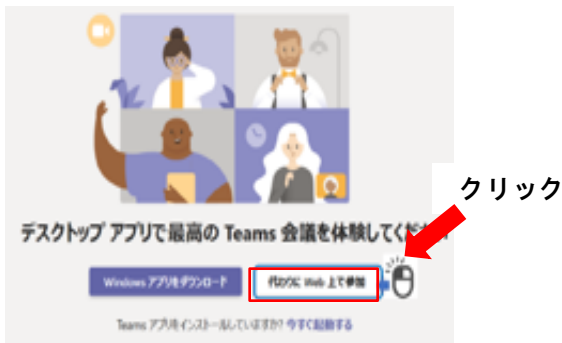 クリック
デスクトップ アプリで最高の Teams 会議を体験してくだ
Windows アプリをダウンロード
代わりに Web 上で参加
Teams アプリをインストールしていますか? 今すぐ起動する